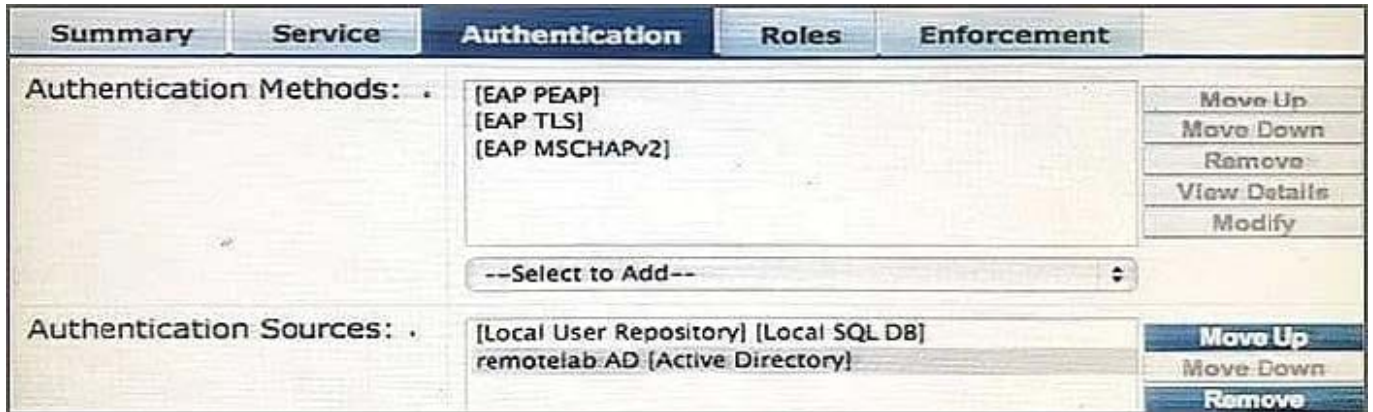 Summary Service Authentication Roles Enforcement
Authentication Methods:
[EAP PEAP]
[EAP TLS]
[EAP MSCHAPv2]
Move Up
Move Down
Remove
View Details
Modify
--Select to Add--
Authentication Sources:
[Local User Repository] [Local SQL DB]
remotelab AD [Active Directory]
Move Up
Move Down
Remove